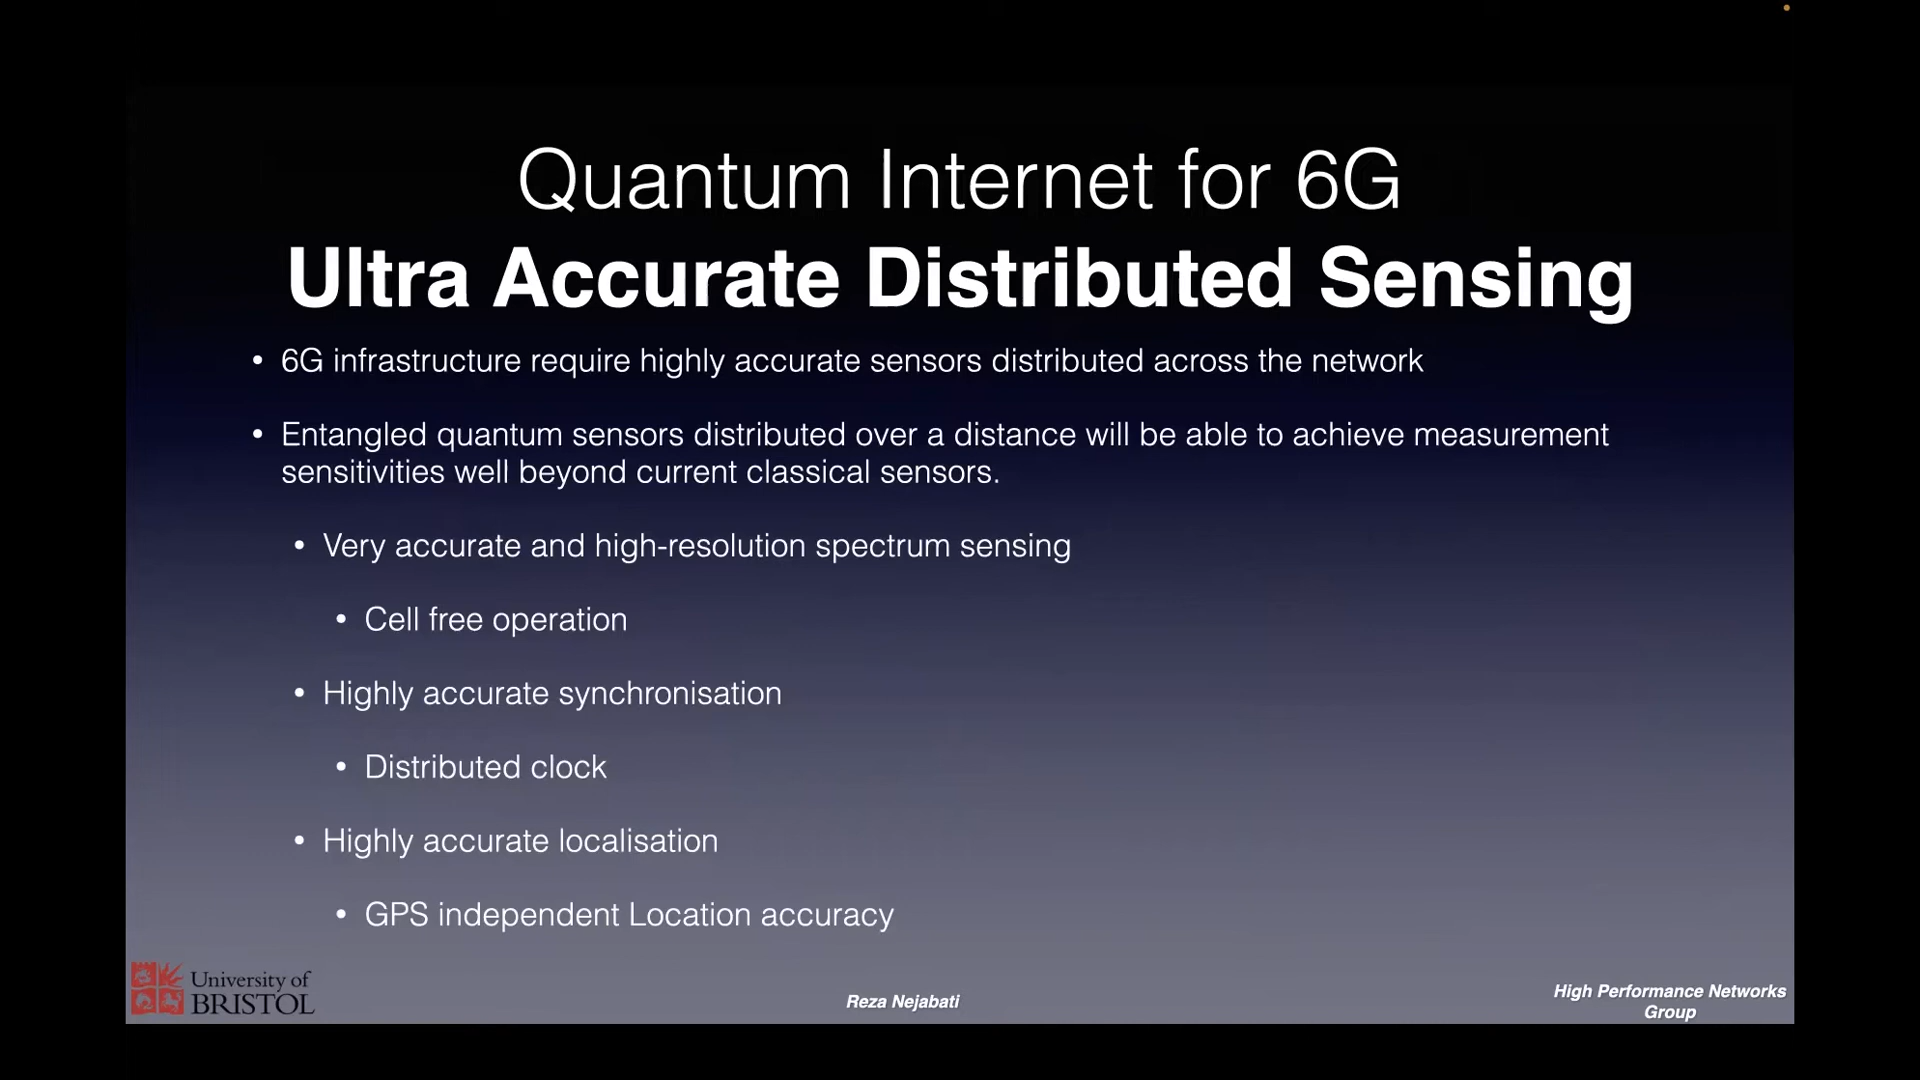 Quantum Internet for 6G
Ultra Accurate Distributed Sensing
• 6G infrastructure require highly accurate sensors distributed across the network
• Entangled quantum sensors distributed over a distance will be able to achieve measurement
sensitivities well beyond current classical sensors.
• Very accurate and high-resolution spectrum sensing
• Cell free operation
• Highly accurate synchronisation
• Distributed clock
• Highly accurate localisation
• GPS independent Location accuracy
University of
BRISTOL
Reza Nejabati
High Performance Networks
Group